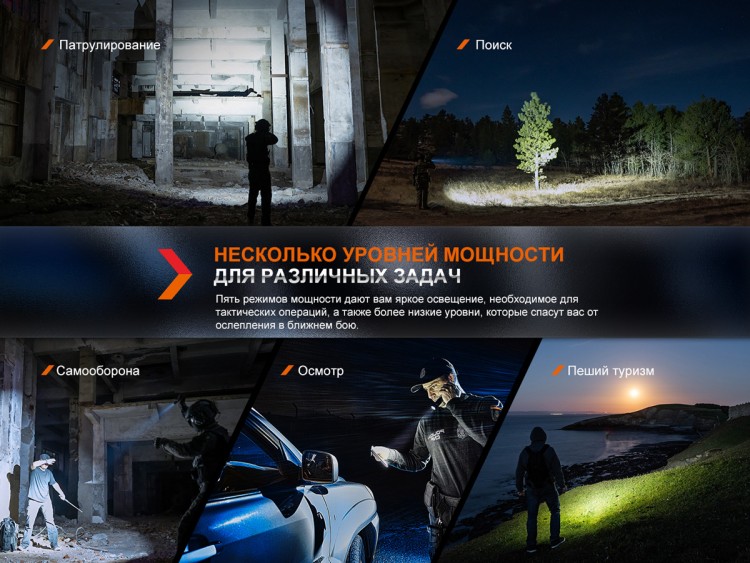 Патрулирование
Поиск
НЕСКОЛЬКО УРОВНЕЙ МОЩНОСТИ
ДЛЯ РАЗЛИЧНЫХ ЗАДАЧ
Пять режимов мощности дают вам яркое освещение, необходимое для
тактических операций, а также более низкие уровни, которые спасут вас от
ослепления в ближнем бою.
Самооборона
Осмотр
Пеший туризм